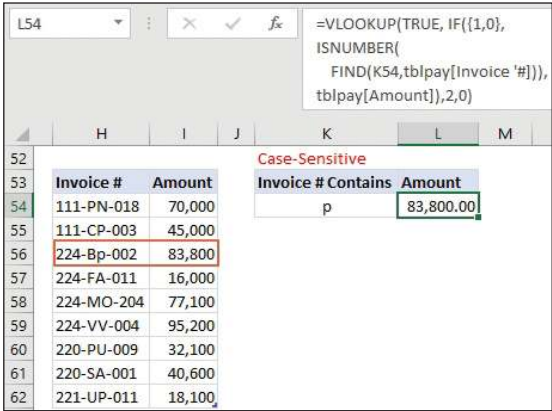 L54 fx =VLOOKUP(TRUE, IF({1,0},
ISNUMBER(
FIND(K54,tblpay[Invoice '#])),
tblpay[Amount]),2,0)
H I J K L M
52 Case-Sensitive
53 Invoice # Amount Invoice # Contains Amount
54 111-PN-018 70,000 p 83,800.00
55 111-CP-003 45,000
56 224-Bp-002 83,800
57 224-FA-011 16,000
58 224-MO-204 77,100
59 224-VV-004 95,200
60 220-PU-009 32,100
61 220-SA-001 40,600
62 221-UP-011 18,100